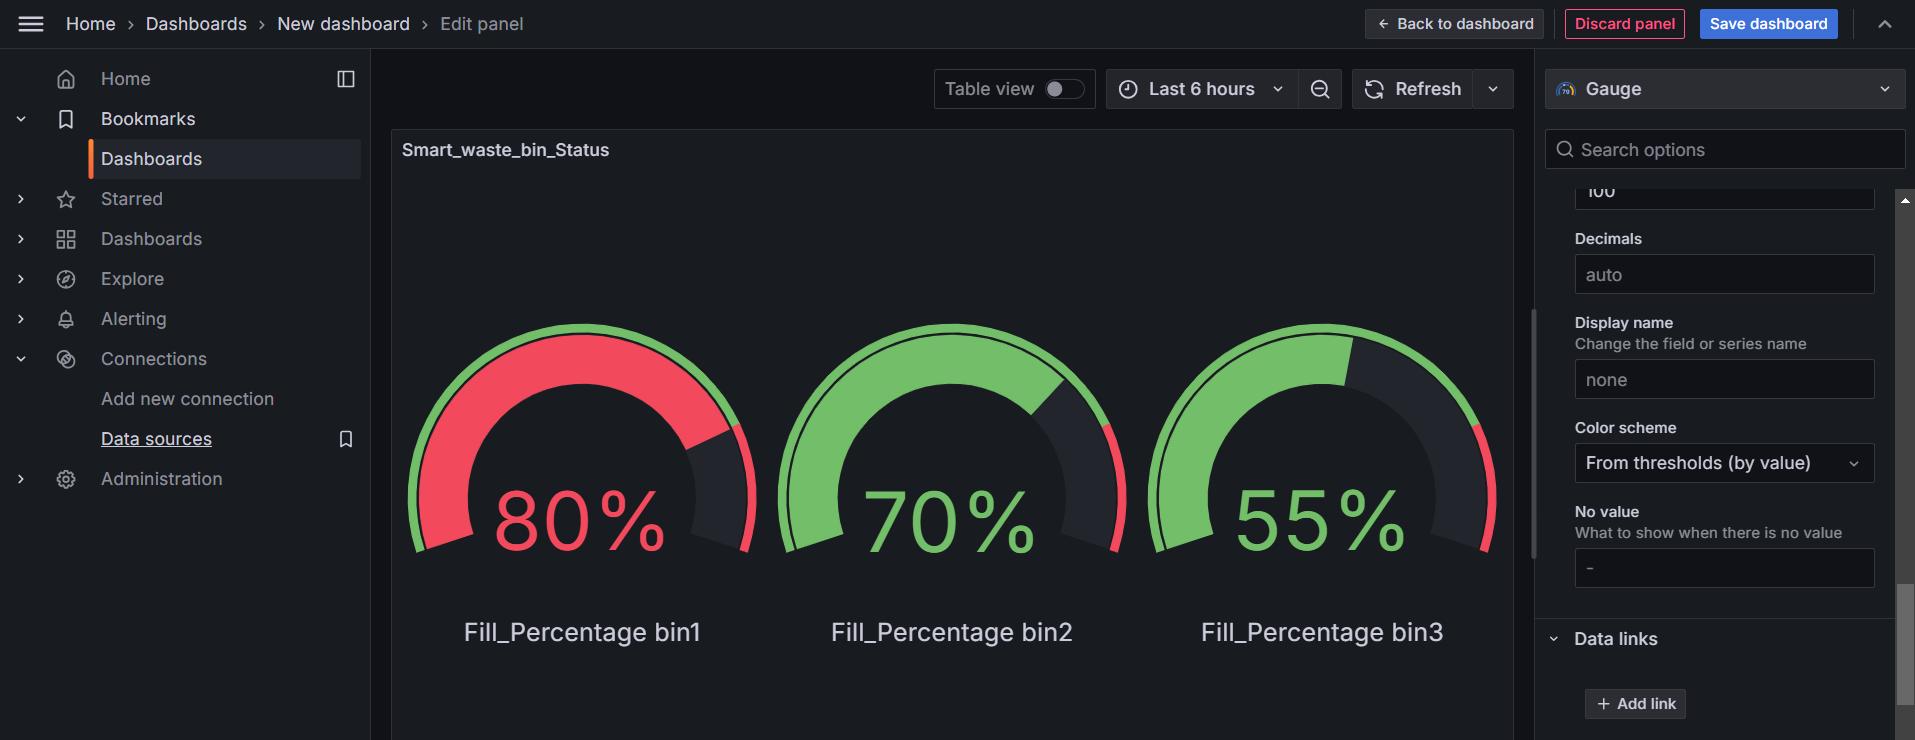 Home › Dashboards › New dashboard › Edit panel
← Back to dashboard
Discard panel
Save dashboard
Home
Bookmarks
Dashboards
Starred
Dashboards
Explore
Alerting
Connections
Add new connection
Data sources
Administration
Table view
Last 6 hours
Refresh
Smart_waste_bin_Status
80%
70%
55%
Fill_Percentage bin1
Fill_Percentage bin2
Fill_Percentage bin3
Gauge
Search options
100
Decimals
auto
Display name
Change the field or series name
none
Color scheme
From thresholds (by value)
No value
What to show when there is no value
-
Data links
+ Add link